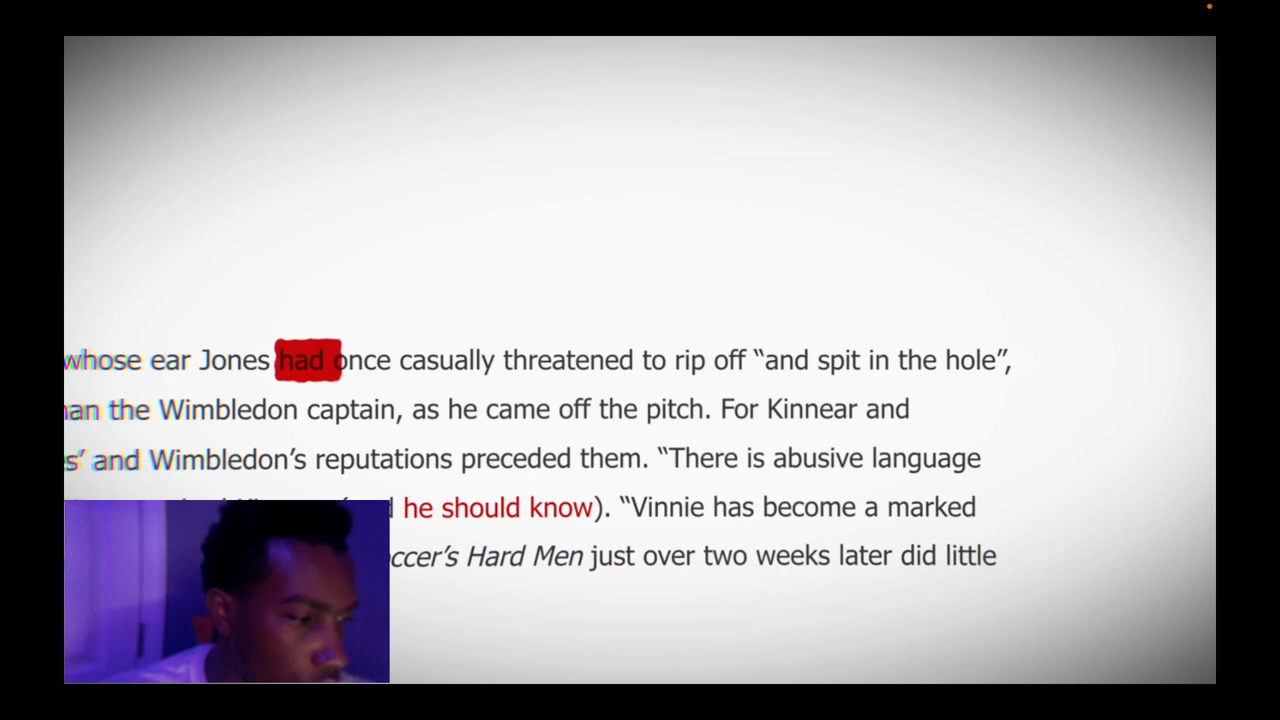 whose ear Jones had once casually threatened to rip off “and spit in the hole”,
the Wimbledon captain, as he came off the pitch. For Kinnear and
and Wimbledon’s reputations preceded them. “There is abusive language
he should know). “Vinnie has become a marked
Hard Men just over two weeks later did little